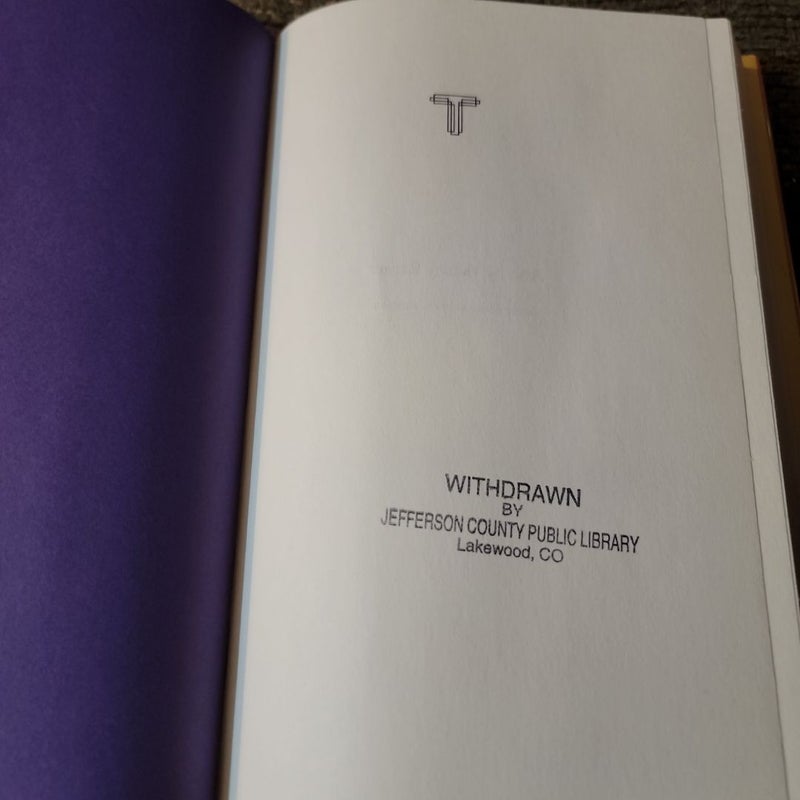 T
WITHDRAWN
BY
JEFFERSON COUNTY PUBLIC LIBRARY
Lakewood, CO